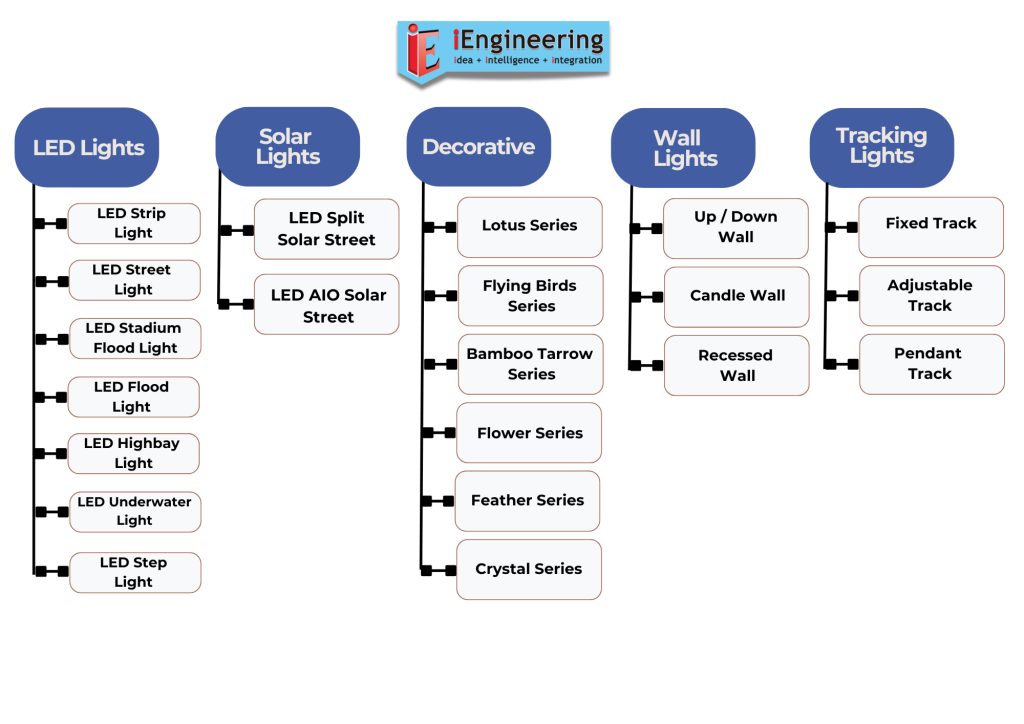 iE iEngineering
Idea + Intelligence + Integration
LED Lights
LED Strip
Light
LED Street
Light
LED Stadium
Flood Light
LED Flood
Light
LED Highbay
Light
LED Underwater
Light
LED Step
Light
Solar
Lights
LED Split
Solar Street
LED AIO Solar
Street
Decorative
Lotus Series
Flying Birds
Series
Bamboo Tarrow
Series
Flower Series
Feather Series
Crystal Series
Wall
Lights
Up / Down
Wall
Candle Wall
Recessed
Wall
Tracking
Lights
Fixed Track
Adjustable
Track
Pendant
Track